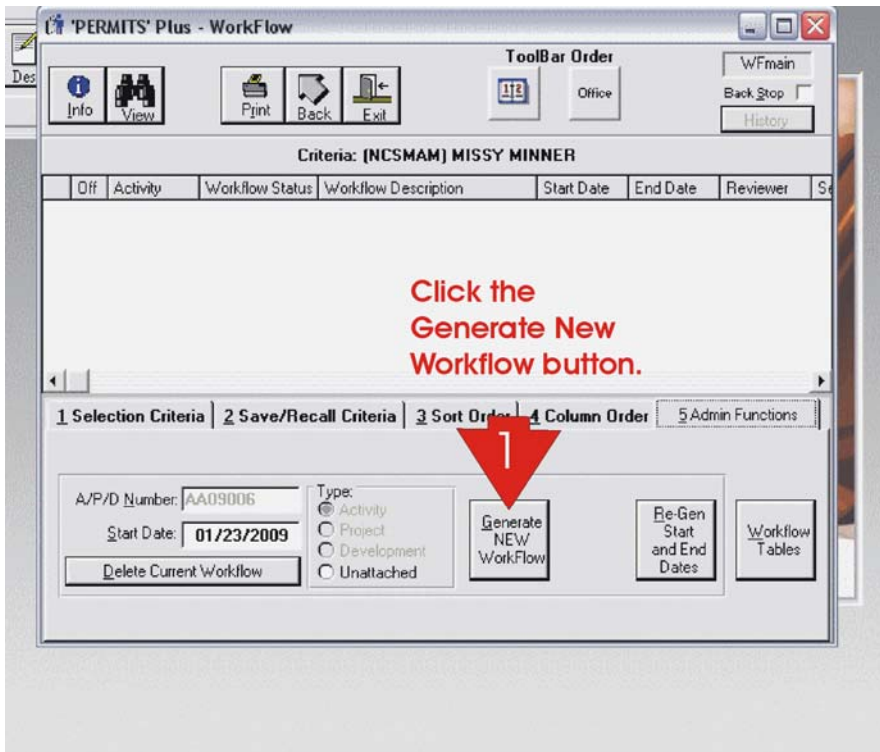 'PERMITS' Plus - WorkFlow
Des
ToolBar Order
WFmain
Info
View
Print
Back
Exit
1 2
Office
Back Stop
History
Criteria: (NCSMAM) MISSY MINNER
Off Activity Workflow Status Workflow Description Start Date End Date Reviewer Se
Click the
Generate New
Workflow button.
1 Selection Criteria 2 Save/Recall Criteria 3 Sort Order 4 Column Order 5 Admin Functions
1
A/P/D Number: AA09006
Start Date: 01/23/2009
Delete Current Workflow
Type:
Activity
Project
Development
Unattached
Generate
NEW
WorkFlow
Re-Gen
Start
and End
Dates
Workflow
Tables